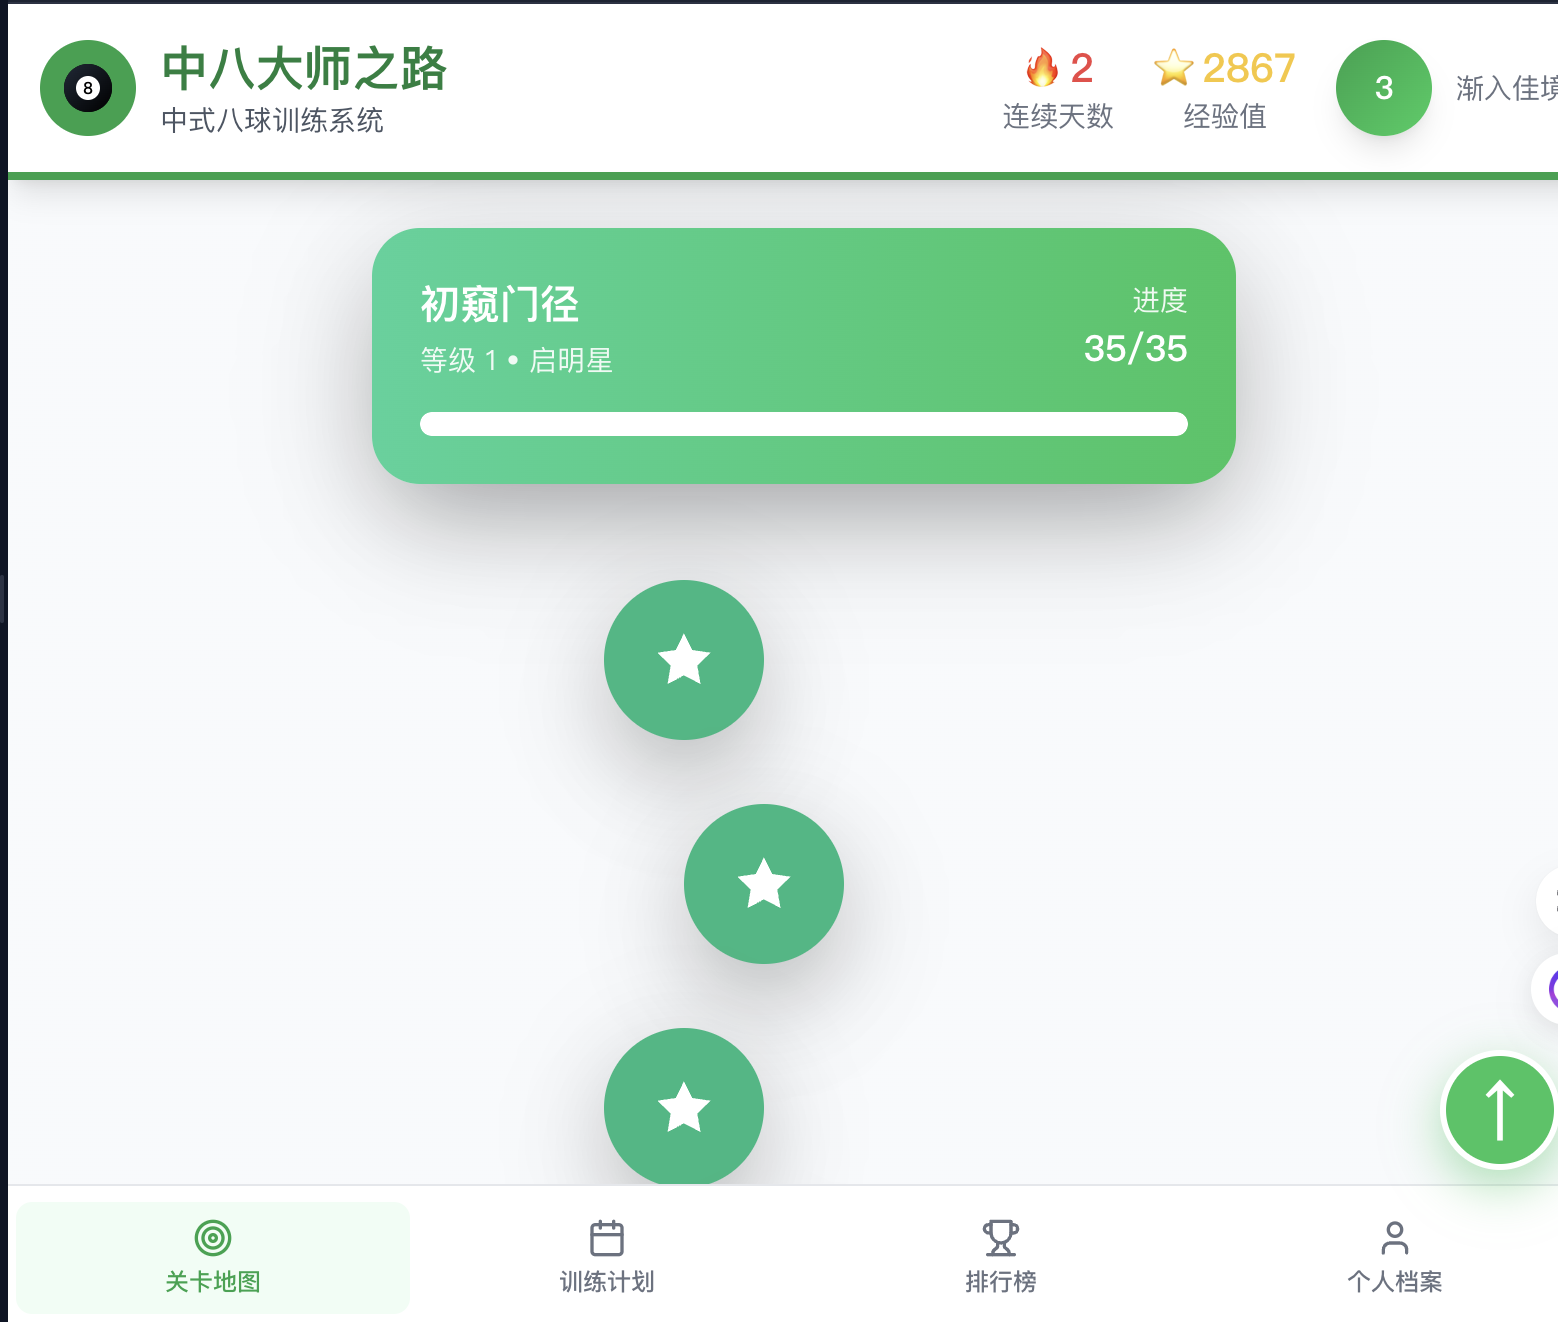 8
中八大师之路
中式八球训练系统
2
连续天数
2867
经验值
3
渐入佳境
初窥门径
等级 1 • 启明星
进度
35/35
关卡地图
训练计划
排行榜
个人档案